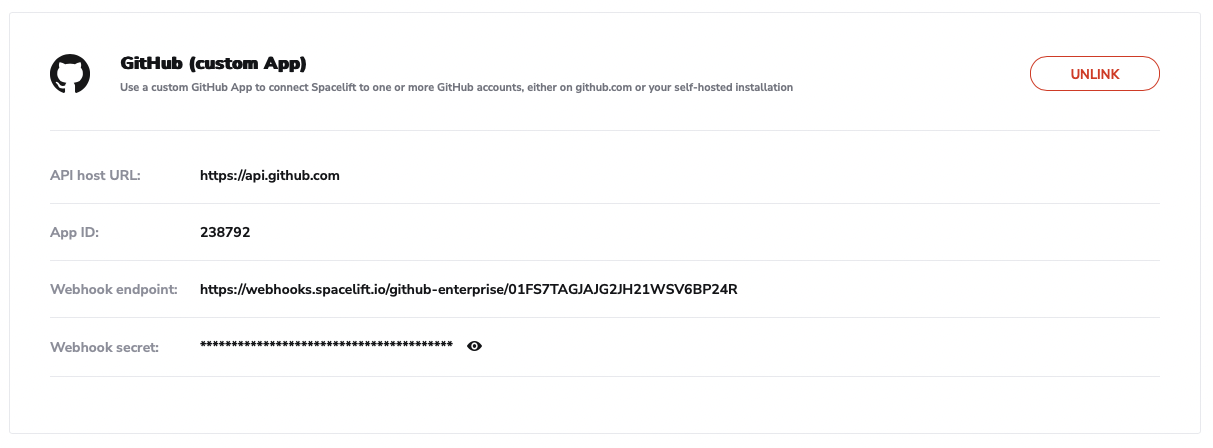 GitHub (custom App)
Use a custom GitHub App to connect Spacelift to one or more GitHub accounts, either on github.com or your self-hosted installation
UNLINK
API host URL: https://api.github.com
App ID: 238792
Webhook endpoint: https://webhooks.spacelift.io/github-enterprise/01FS7TAGJAJG2JH21WSV6BP24R
Webhook secret: ****************************************